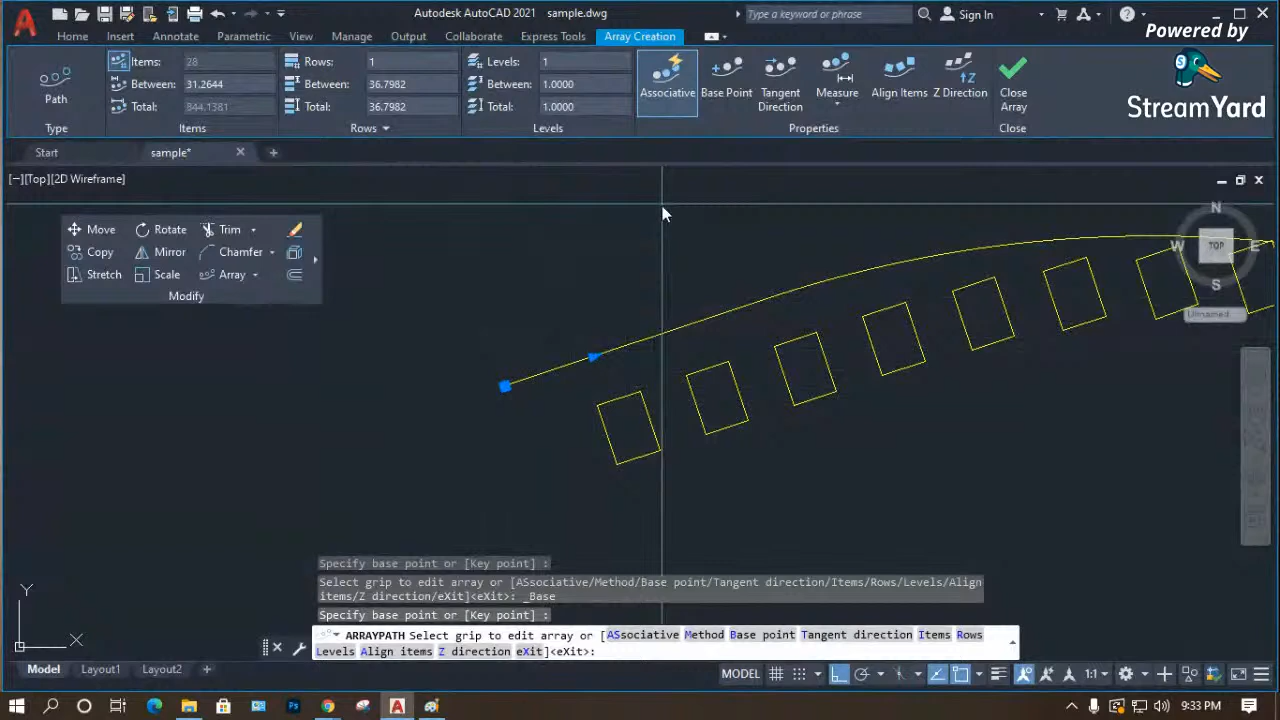 Autodesk AutoCAD 2021 sample.dwg
Type a keyword or phrase
Sign In
Powered by
StreamYard
Home Insert Annotate Parametric View Manage Output Collaborate Express Tools Array Creation
Path
Type
Items: 28
Between: 31.2644
Total: 844.1381
Items
Rows: 1
Between: 36.7982
Total: 36.7982
Rows
Levels: 1
Between: 1.0000
Total: 1.0000
Levels
Associative
Base Point
Tangent
Direction
Measure
Align Items
Z Direction
Properties
Close
Array
Close
Start sample*
[−][Top][2D Wireframe]
Move Rotate Trim
Copy Mirror Chamfer
Stretch Scale Array
Modify
N
W TOP E
S
Unnamed
Y
X
Specify base point or [Key point] :
Select grip to edit array or [ASsociative/Method/Base point/Tangent direction/Items/Rows/Levels/Align
items/Z direction/eXit]<eXit>: _Base
Specify base point or [Key point] :
ARRAYPATH Select grip to edit array or [ASsociative Method Base point Tangent direction Items Rows
Levels Align items Z direction eXit]<eXit>:
Model Layout1 Layout2 +
MODEL
1:1
9:33 PM